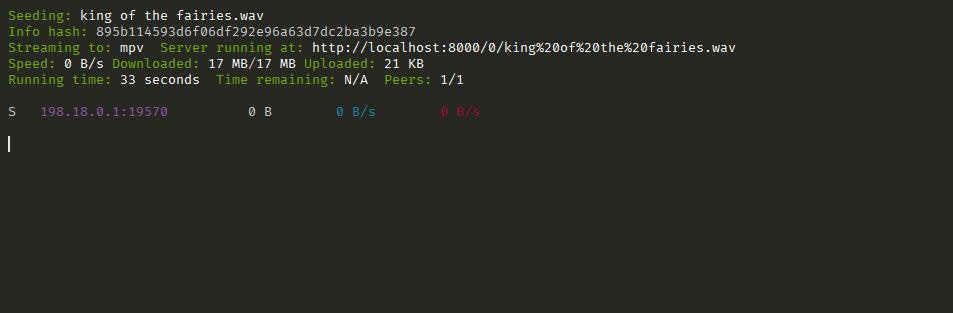 Seeding: king of the fairies.wav
Info hash: 895b114593d6f06df292e96a63d7dc2ba3b9e387
Streaming to: mpv  Server running at: http://localhost:8000/0/king%20of%20the%20fairies.wav
Speed: 0 B/s Downloaded: 17 MB/17 MB Uploaded: 21 KB
Running time: 33 seconds  Time remaining: N/A  Peers: 1/1
S   198.18.0.1:19570          0 B        0 B/s        0 B/s